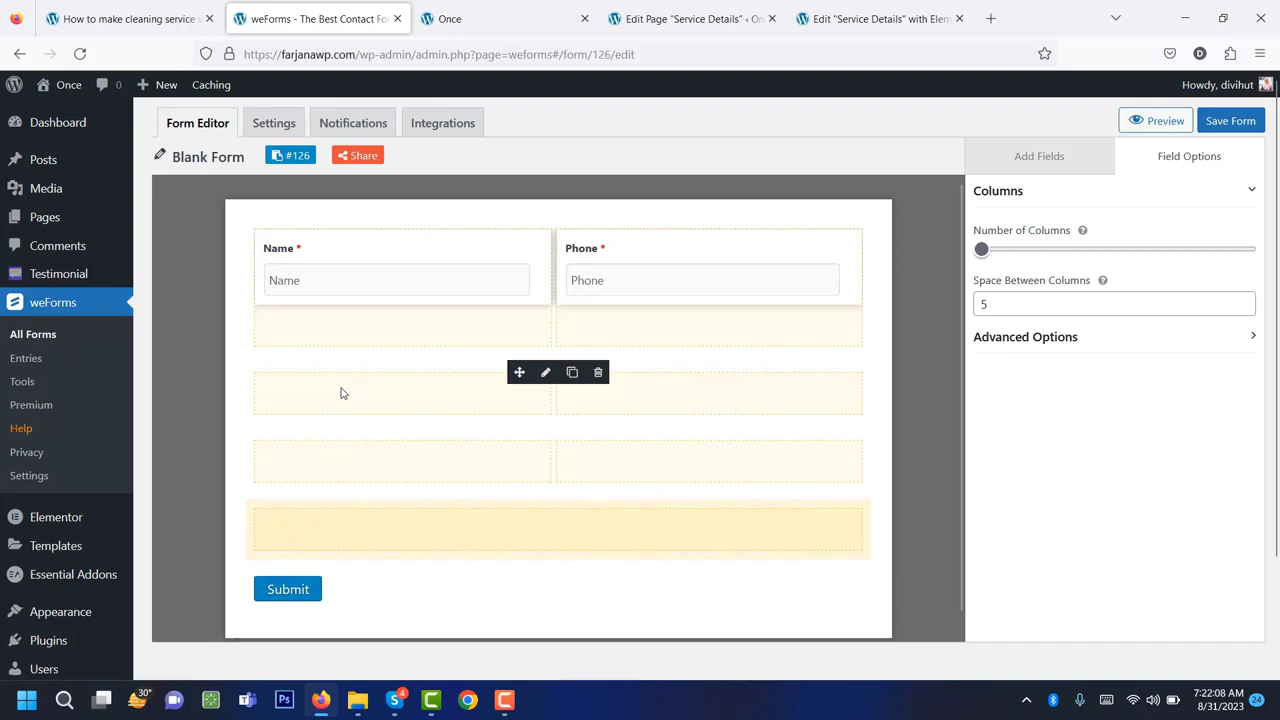 How to make cleaning service w
weForms - The Best Contact Fo
Once
Edit Page "Service Details" ‹ On
Edit "Service Details" with Elem
https://farjanawp.com/wp-admin/admin.php?page=weforms#/form/126/edit
D
Once
0
New
Caching
Howdy, divihut
Dashboard
Posts
Media
Pages
Comments
Testimonial
weForms
All Forms
Entries
Tools
Premium
Help
Privacy
Settings
Elementor
Templates
Essential Addons
Appearance
Plugins
Users
Form Editor
Settings
Notifications
Integrations
Preview
Save Form
Blank Form
#126
Share
Name *
Name
Phone *
Phone
Submit
Add Fields
Field Options
Columns
Number of Columns
Space Between Columns
5
Advanced Options
30°
Ps
4
7:22:08 AM
8/31/2023
24